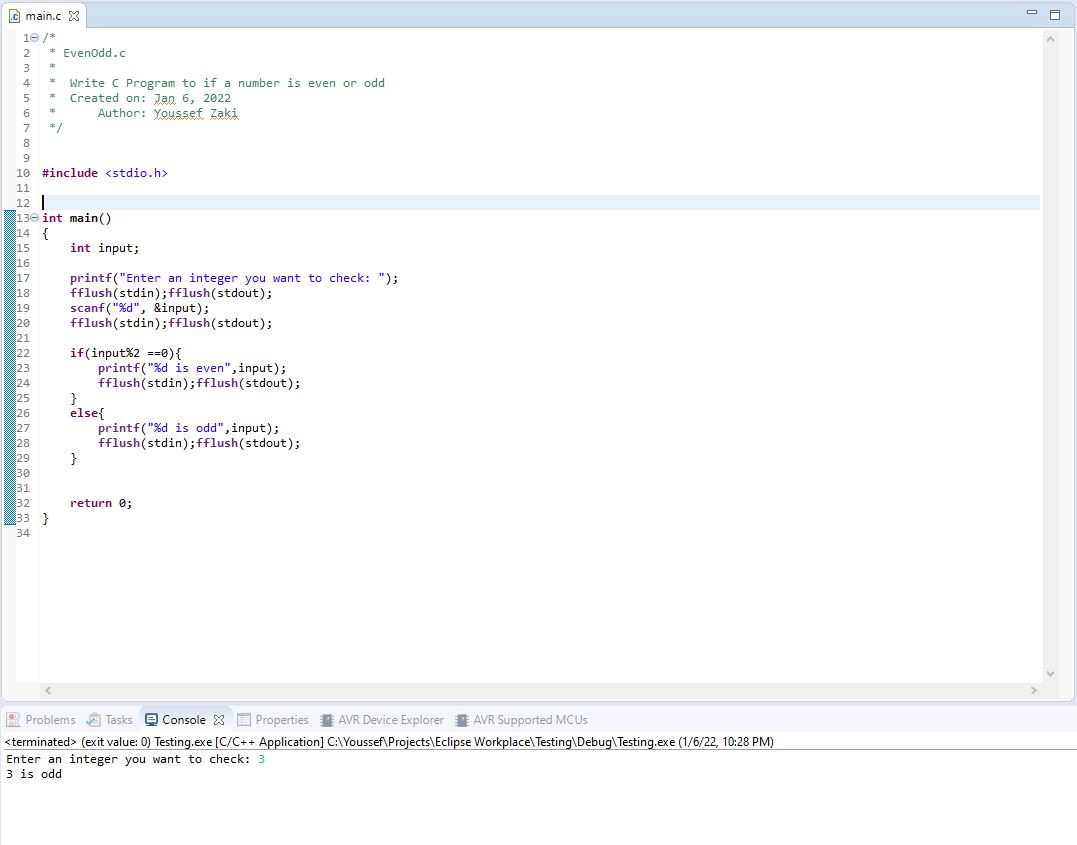 main.c
1 /*
2  * EvenOdd.c
3  *
4  *  Write C Program to if a number is even or odd
5  *  Created on: Jan 6, 2022
6  *      Author: Youssef Zaki
7  */
8
9
10 #include <stdio.h>
11
12
13 int main()
14 {
15     int input;
16
17     printf("Enter an integer you want to check: ");
18     fflush(stdin);fflush(stdout);
19     scanf("%d", &input);
20     fflush(stdin);fflush(stdout);
21
22     if(input%2 ==0){
23         printf("%d is even",input);
24         fflush(stdin);fflush(stdout);
25     }
26     else{
27         printf("%d is odd",input);
28         fflush(stdin);fflush(stdout);
29     }
30
31
32     return 0;
33 }
34
Problems Tasks Console Properties AVR Device Explorer AVR Supported MCUs
<terminated> (exit value: 0) Testing.exe [C/C++ Application] C:\Youssef\Projects\Eclipse Workplace\Testing\Debug\Testing.exe (1/6/22, 10:28 PM)
Enter an integer you want to check: 3
3 is odd